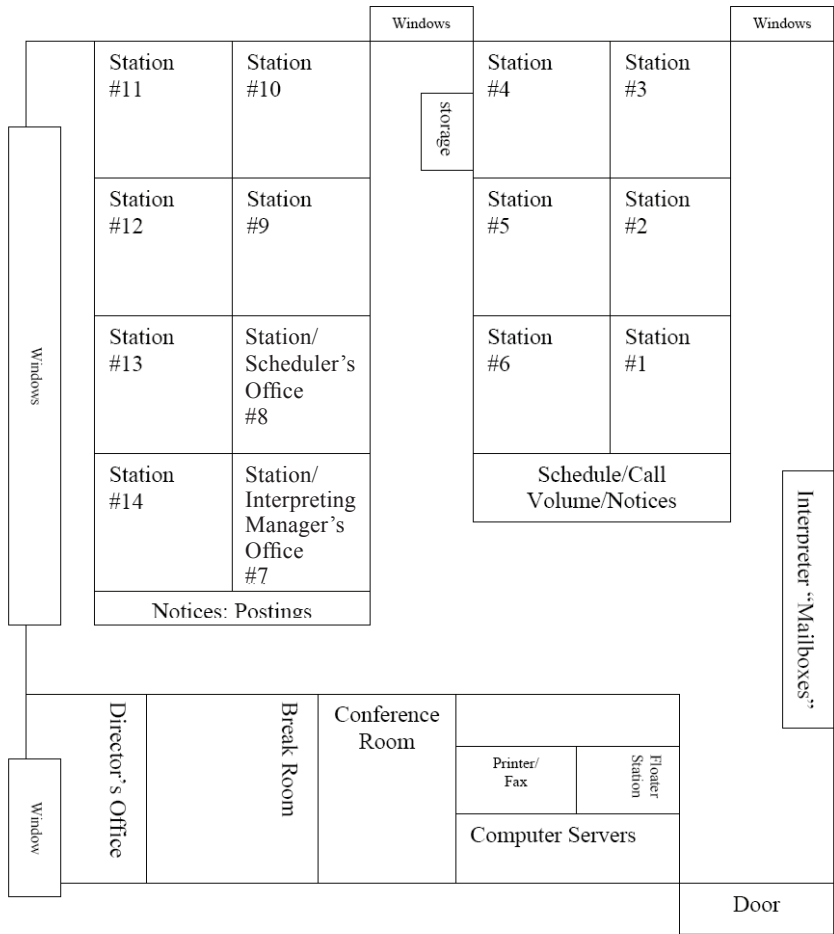 Windows
Windows
Station
#11
Station
#10
Station
#4
Station
#3
storage
Station
#12
Station
#9
Station
#5
Station
#2
Windows
Station
#13
Station/
Scheduler’s
Office
#8
Station
#6
Station
#1
Station
#14
Station/
Interpreting
Manager’s
Office
#7
Schedule/Call
Volume/Notices
Interpreter “Mailboxes”
Notices: Postings
Window
Director’s Office
Break Room
Conference
Room
Printer/
Fax
Floater
Station
Computer Servers
Door